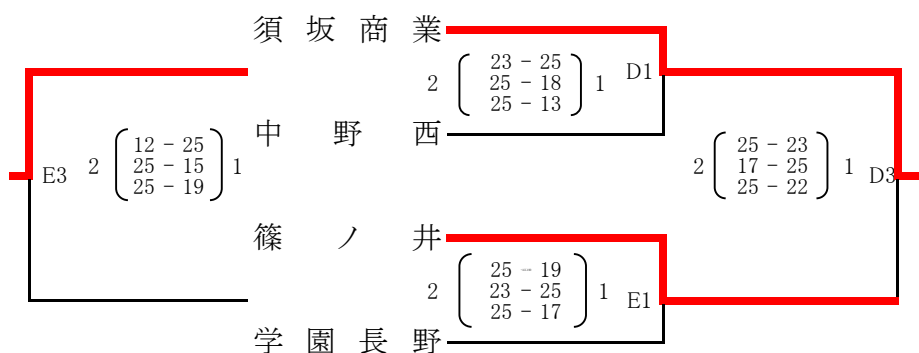 須坂商業
2 23 - 25 1 D1
25 - 18
25 - 13
中野西
E3 2 12 - 25 1
25 - 15
25 - 19
2 25 - 23 1 D3
17 - 25
25 - 22
篠ノ井
2 25 - 19 1 E1
23 - 25
25 - 17
学園長野